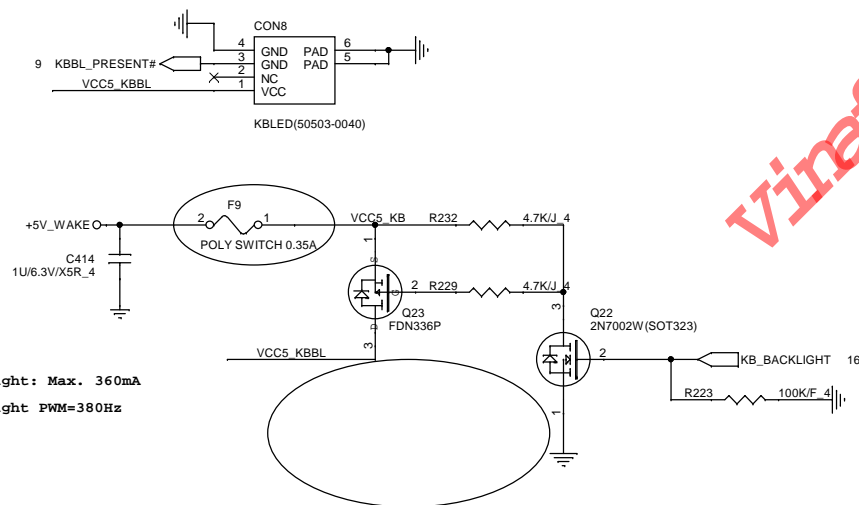 CON8
4 GND PAD 6
3 GND PAD 5
2 NC
1 VCC
9 KBBL_PRESENT#
VCC5_KBBL
KBLED(50503-0040)
F9
+5V_WAKE 2 1 VCC5_KB R232 4.7K/J_4
POLY SWITCH 0.35A
C414
1U/6.3V/X5R_4
1
S
2 G R229 4.7K/J_4
Q23
FDN336P
D
3
VCC5_KBBL
3
Q22
2N7002W(SOT323)
2
KB_BACKLIGHT 16
R223 100K/F_4
1
ght: Max. 360mA
ght PWM=380Hz